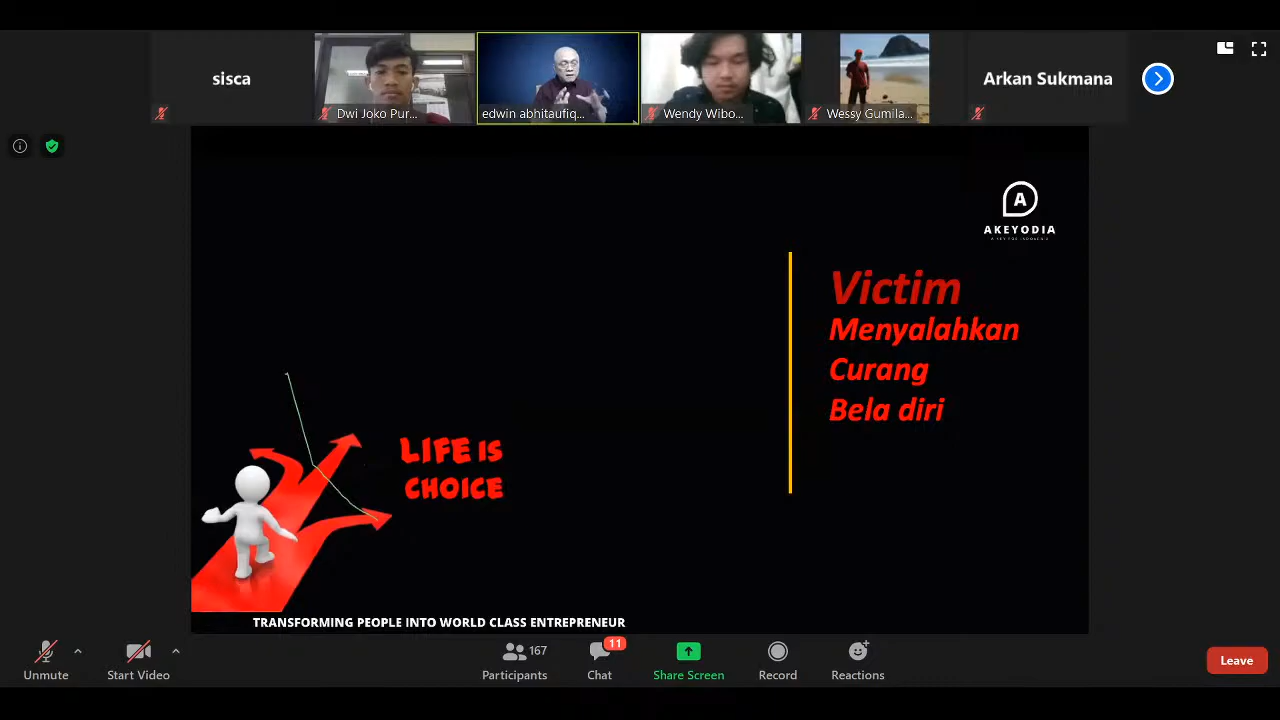 sisca
Dwi Joko Pur...
edwin abhitaufiq...
Wendy Wibo...
Wessy Gumila...
Arkan Sukmana
A
AKEYODIA
Victim
Menyalahkan
Curang
Bela diri
LIFE IS
CHOICE
TRANSFORMING PEOPLE INTO WORLD CLASS ENTREPRENEUR
Unmute
Start Video
167
Participants
11
Chat
Share Screen
Record
Reactions
Leave